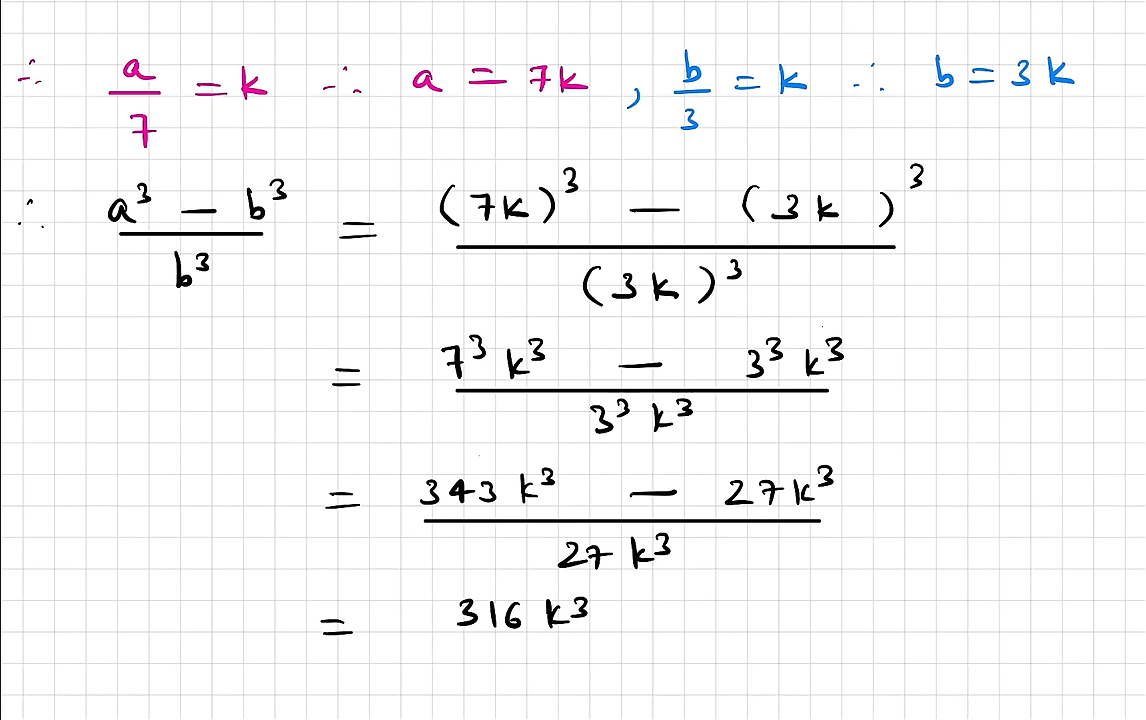 ∴ a/7 = k ∴ a = 7k , b/3 = k ∴ b = 3k
∴ (a³ − b³)/b³ = ((7k)³ − (3k)³)/(3k)³
= (7³k³ − 3³k³)/(3³k³)
= (343k³ − 27k³)/(27k³)
= 316k³